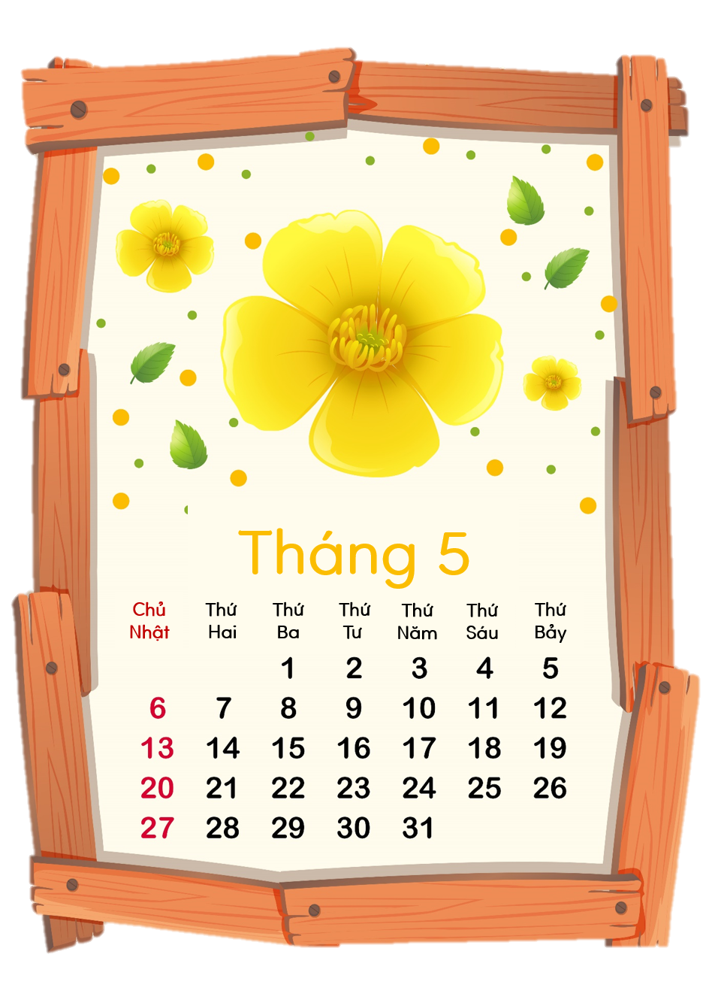 Tháng 5
Chủ Nhật Thứ Hai Thứ Ba Thứ Tư Thứ Năm Thứ Sáu Thứ Bảy
1 2 3 4 5
6 7 8 9 10 11 12
13 14 15 16 17 18 19
20 21 22 23 24 25 26
27 28 29 30 31